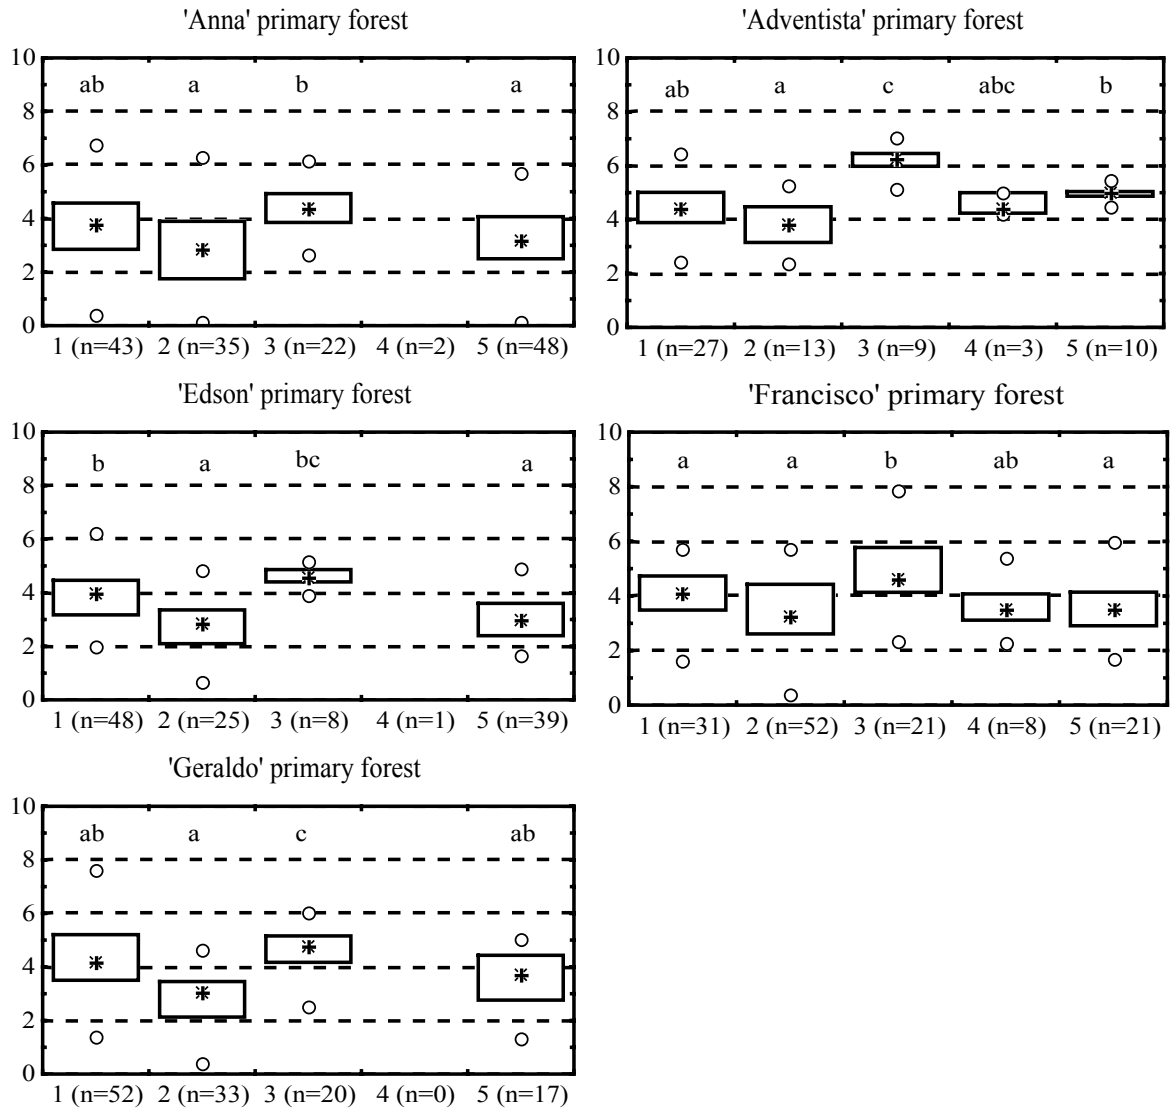 'Anna' primary forest
10
8
6
4
2
0
ab a b a
1 (n=43) 2 (n=35) 3 (n=22) 4 (n=2) 5 (n=48)
'Adventista' primary forest
10
8
6
4
2
0
ab a c abc b
1 (n=27) 2 (n=13) 3 (n=9) 4 (n=3) 5 (n=10)
'Edson' primary forest
10
8
6
4
2
0
b a bc a
1 (n=48) 2 (n=25) 3 (n=8) 4 (n=1) 5 (n=39)
'Francisco' primary forest
10
8
6
4
2
0
a a b ab a
1 (n=31) 2 (n=52) 3 (n=21) 4 (n=8) 5 (n=21)
'Geraldo' primary forest
10
8
6
4
2
0
ab a c ab
1 (n=52) 2 (n=33) 3 (n=20) 4 (n=0) 5 (n=17)